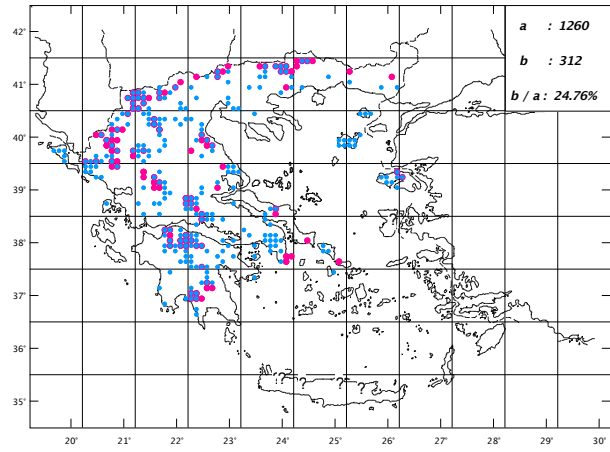 a : 1260
b : 312
b / a : 24.76%
42'
41'
40'
39'
38'
37'
36'
35'
? ? ? ?
20' 21' 22' 23' 24' 25' 26' 27' 28' 29' 30'